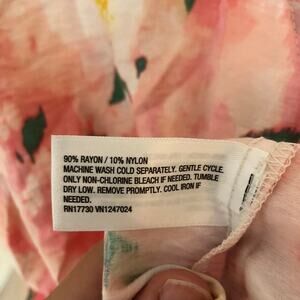 90% RAYON / 10% NYLON
MACHINE WASH COLD SEPARATELY. GENTLE CYCLE.
ONLY NON-CHLORINE BLEACH IF NEEDED. TUMBLE
DRY LOW. REMOVE PROMPTLY. COOL IRON IF
NEEDED.
RN17730 VN1247024